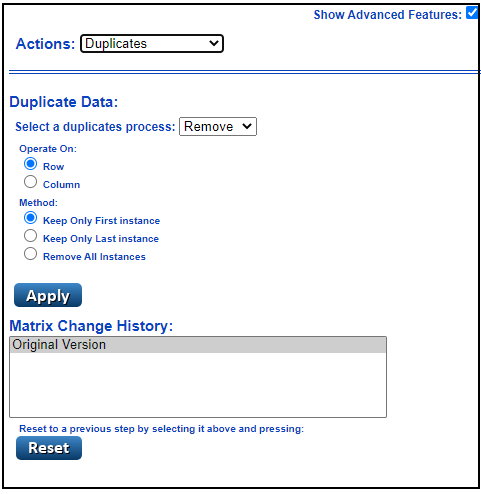 Show Advanced Features:
Actions: Duplicates
Duplicate Data:
Select a duplicates process: Remove
Operate On:
Row
Column
Method:
Keep Only First instance
Keep Only Last instance
Remove All Instances
Apply
Matrix Change History:
Original Version
Reset to a previous step by selecting it above and pressing:
Reset